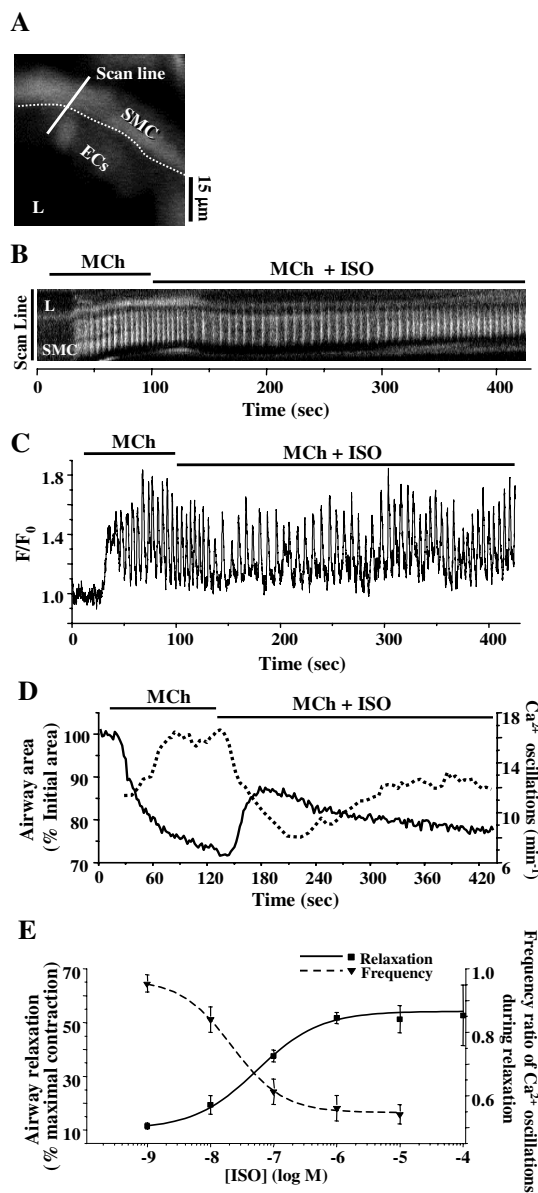 A
Scan line
SMC
ECs
L
15 μm
B
MCh
MCh + ISO
Scan Line
L
SMC
0 100 200 300 400
Time (sec)
C
MCh
MCh + ISO
F/F0
1.8
1.4
1.0
0 100 200 300 400
Time (sec)
D
MCh
MCh + ISO
Airway area
(% Initial area)
100
90
80
70
Ca2+
oscillations (min-1)
16
14
12
10
8
6
0 60 120 180 240 300 360 420
Time (sec)
E
Relaxation
Frequency
Airway relaxation
(% maximal contraction)
70
50
30
10
Frequency ratio of Ca2+ oscillations
during relaxation
1.0
0.8
0.6
-9 -8 -7 -6 -5 -4
[ISO] (log M)